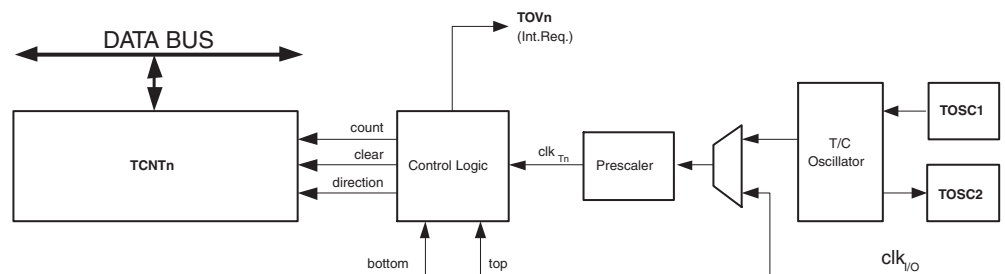 TOVn
(Int.Req.)
DATA BUS
TCNTn
count
clear
direction
Control Logic
clk Tn
Prescaler
T/C
Oscillator
TOSC1
TOSC2
bottom
top
clk I/O